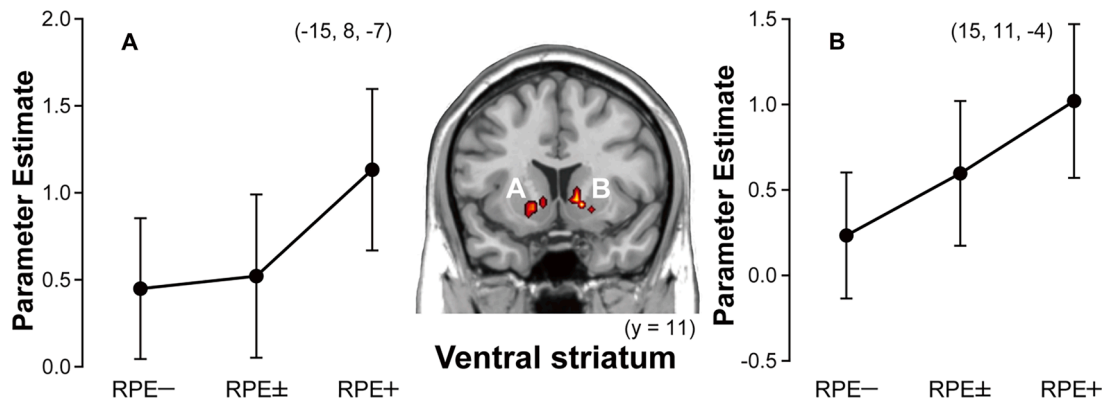 A
(-15, 8, -7)
Parameter Estimate
2.0
1.5
1.0
0.5
0.0
RPE−
RPE±
RPE+
A
B
(y = 11)
Ventral striatum
B
(15, 11, -4)
Parameter Estimate
1.5
1.0
0.5
0.0
-0.5
RPE−
RPE±
RPE+